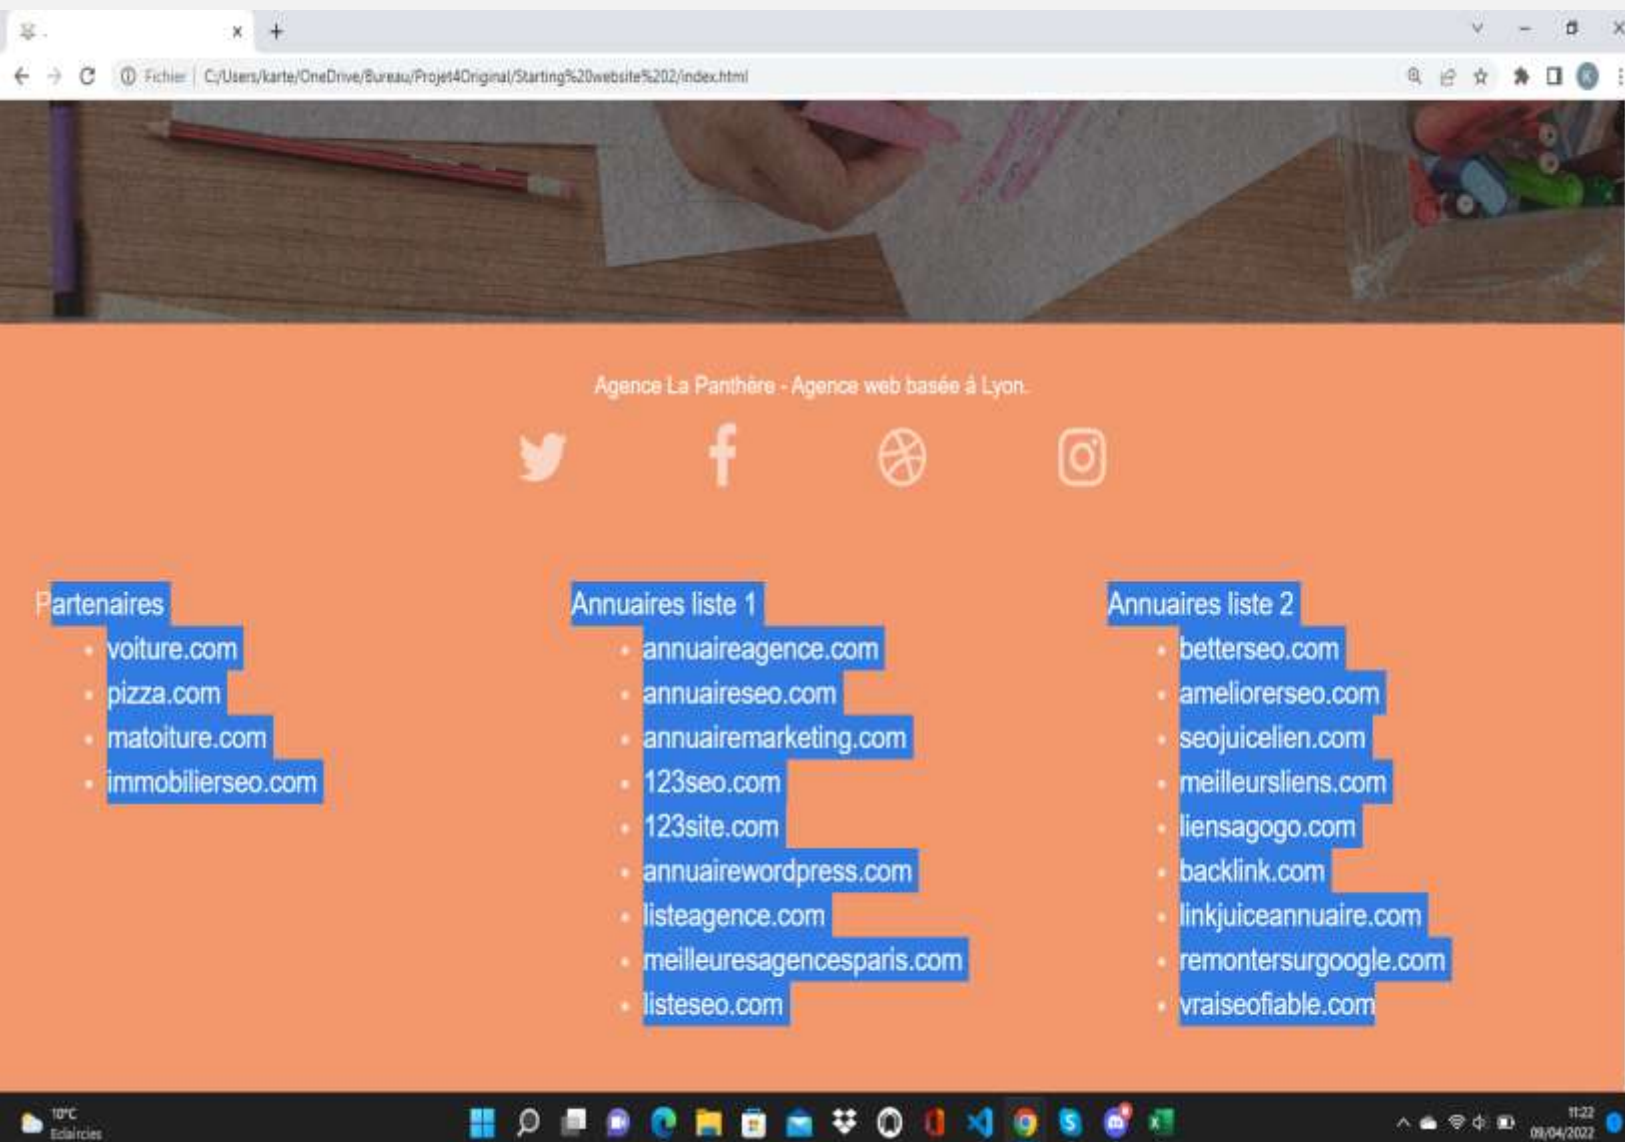 .
Fichier | C:/Users/karte/OneDrive/Bureau/Projet4Original/Starting%20website%202/index.html
K
Agence La Panthère - Agence web basée à Lyon.
Partenaires
voiture.com
pizza.com
matoiture.com
immobilierseo.com
Annuaires liste 1
annuaireagence.com
annuaireseo.com
annuairemarketing.com
123seo.com
123site.com
annuairewordpress.com
listeagence.com
meilleuresagencesparis.com
listeseo.com
Annuaires liste 2
betterseo.com
ameliorerseo.com
seojuicelien.com
meilleursliens.com
liensagogo.com
backlink.com
linkjuiceannuaire.com
remontersurgoogle.com
vraiseofiable.com
10°C
Eclaircies
11:22
09/04/2022